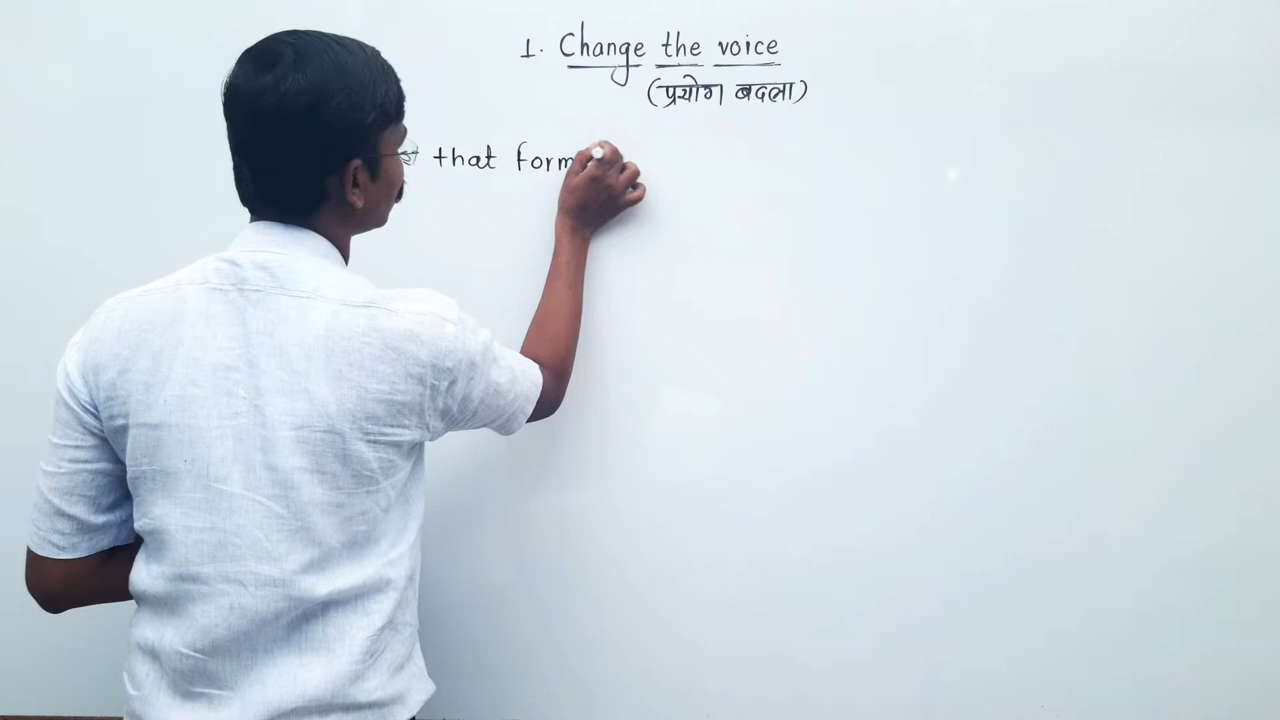 1. Change the voice
(प्रयोग बदला)
that form